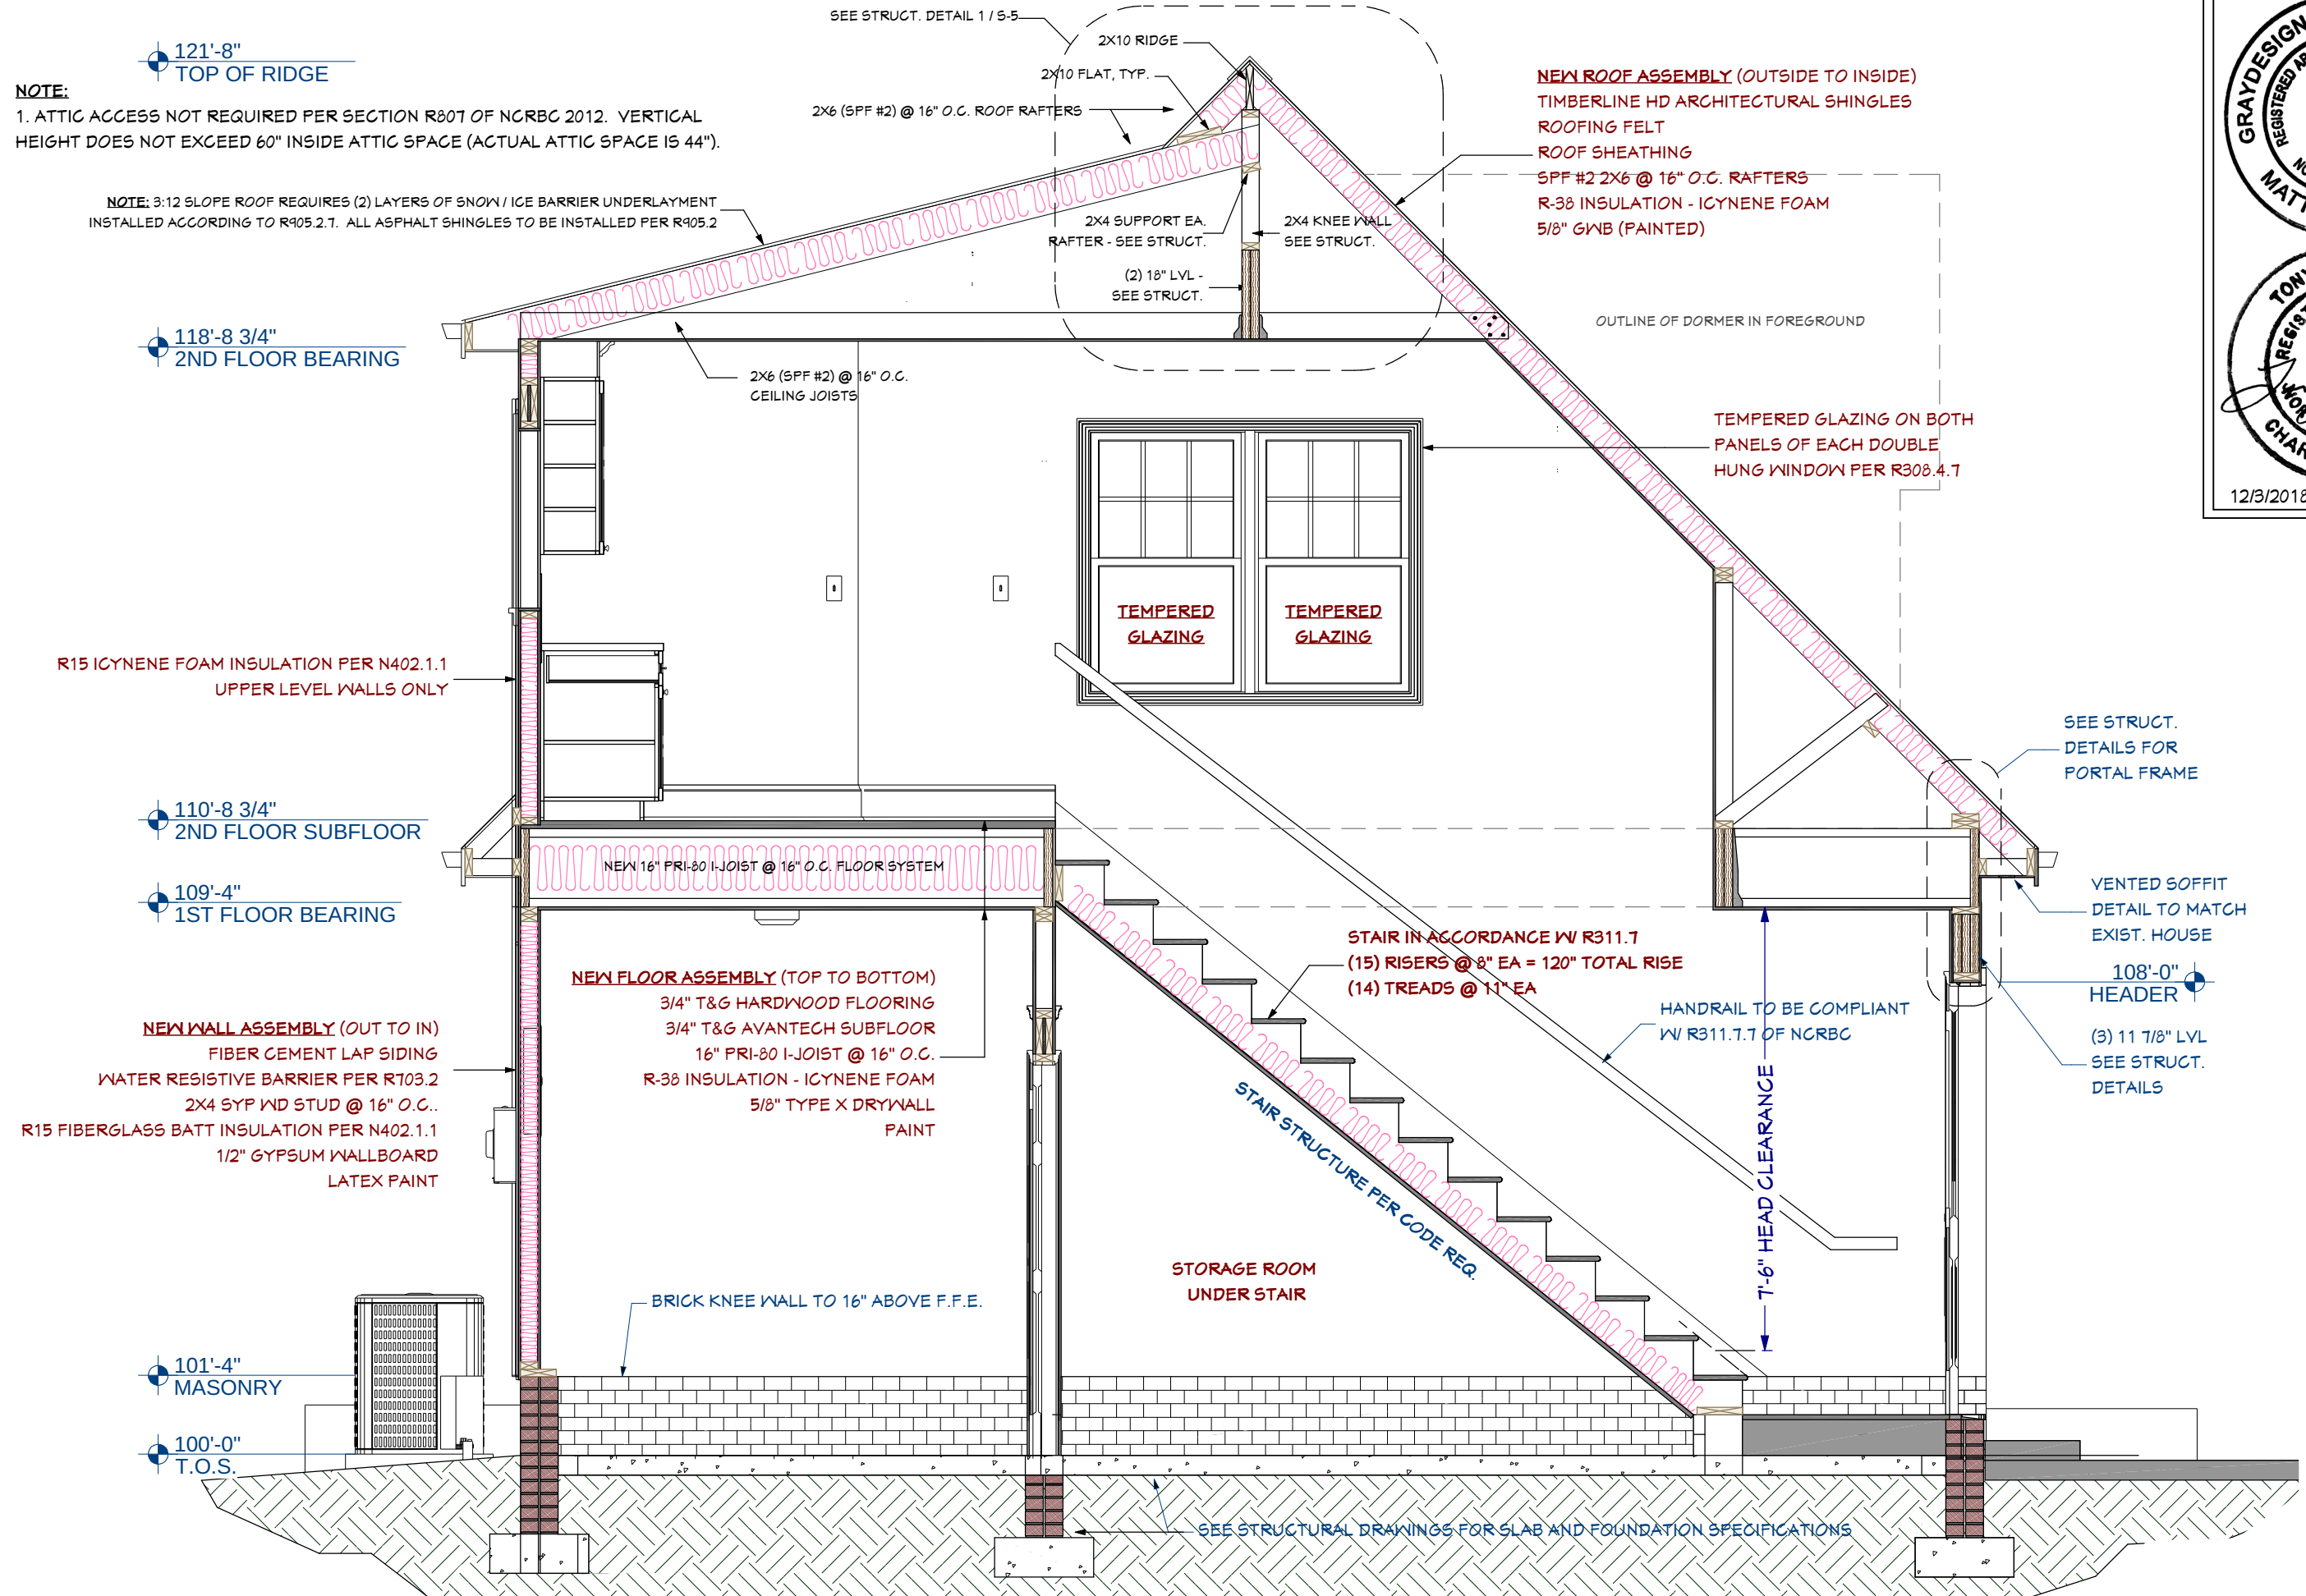 SEE STRUCT. DETAIL 1 / S-5
2X10 RIDGE
2X10 FLAT, TYP.
2X6 (SPF #2) @ 16" O.C. ROOF RAFTERS
121'-8"
TOP OF RIDGE
NOTE:
1. ATTIC ACCESS NOT REQUIRED PER SECTION R807 OF NCRBC 2012. VERTICAL
HEIGHT DOES NOT EXCEED 60" INSIDE ATTIC SPACE (ACTUAL ATTIC SPACE IS 44").
NOTE: 3:12 SLOPE ROOF REQUIRES (2) LAYERS OF SNOW / ICE BARRIER UNDERLAYMENT
INSTALLED ACCORDING TO R905.2.7. ALL ASPHALT SHINGLES TO BE INSTALLED PER R905.2
NEW ROOF ASSEMBLY (OUTSIDE TO INSIDE)
TIMBERLINE HD ARCHITECTURAL SHINGLES
ROOFING FELT
ROOF SHEATHING
SPF #2 2X6 @ 16" O.C. RAFTERS
R-38 INSULATION - ICYNENE FOAM
5/8" GWB (PAINTED)
GRAYDESIGN
REGISTERED
MATT
TONY
12/3/2018
2X4 SUPPORT EA.
RAFTER - SEE STRUCT.
2X4 KNEE WALL
SEE STRUCT.
(2) 18" LVL -
SEE STRUCT.
OUTLINE OF DORMER IN FOREGROUND
118'-8 3/4"
2ND FLOOR BEARING
2X6 (SPF #2) @ 16" O.C.
CEILING JOISTS
TEMPERED GLAZING ON BOTH
PANELS OF EACH DOUBLE
HUNG WINDOW PER R308.4.7
TEMPERED
GLAZING
TEMPERED
GLAZING
R15 ICYNENE FOAM INSULATION PER N402.1.1
UPPER LEVEL WALLS ONLY
SEE STRUCT.
DETAILS FOR
PORTAL FRAME
110'-8 3/4"
2ND FLOOR SUBFLOOR
NEW 16" PRI-80 I-JOIST @ 16" O.C. FLOOR SYSTEM
109'-4"
1ST FLOOR BEARING
VENTED SOFFIT
DETAIL TO MATCH
EXIST. HOUSE
STAIR IN ACCORDANCE W/ R311.7
(15) RISERS @ 8" EA = 120" TOTAL RISE
(14) TREADS @ 11" EA
108'-0"
HEADER
NEW FLOOR ASSEMBLY (TOP TO BOTTOM)
3/4" T&G HARDWOOD FLOORING
3/4" T&G AVANTECH SUBFLOOR
16" PRI-80 I-JOIST @ 16" O.C.
R-38 INSULATION - ICYNENE FOAM
5/8" TYPE X DRYWALL
PAINT
HANDRAIL TO BE COMPLIANT
W/ R311.7.7 OF NCRBC
(3) 11 7/8" LVL
SEE STRUCT.
DETAILS
NEW WALL ASSEMBLY (OUT TO IN)
FIBER CEMENT LAP SIDING
WATER RESISTIVE BARRIER PER R703.2
2X4 SYP WD STUD @ 16" O.C..
R15 FIBERGLASS BATT INSULATION PER N402.1.1
1/2" GYPSUM WALLBOARD
LATEX PAINT
STAIR STRUCTURE PER CODE REQ.
7'-6" HEAD CLEARANCE
STORAGE ROOM
UNDER STAIR
BRICK KNEE WALL TO 16" ABOVE F.F.E.
101'-4"
MASONRY
100'-0"
T.O.S.
SEE STRUCTURAL DRAWINGS FOR SLAB AND FOUNDATION SPECIFICATIONS